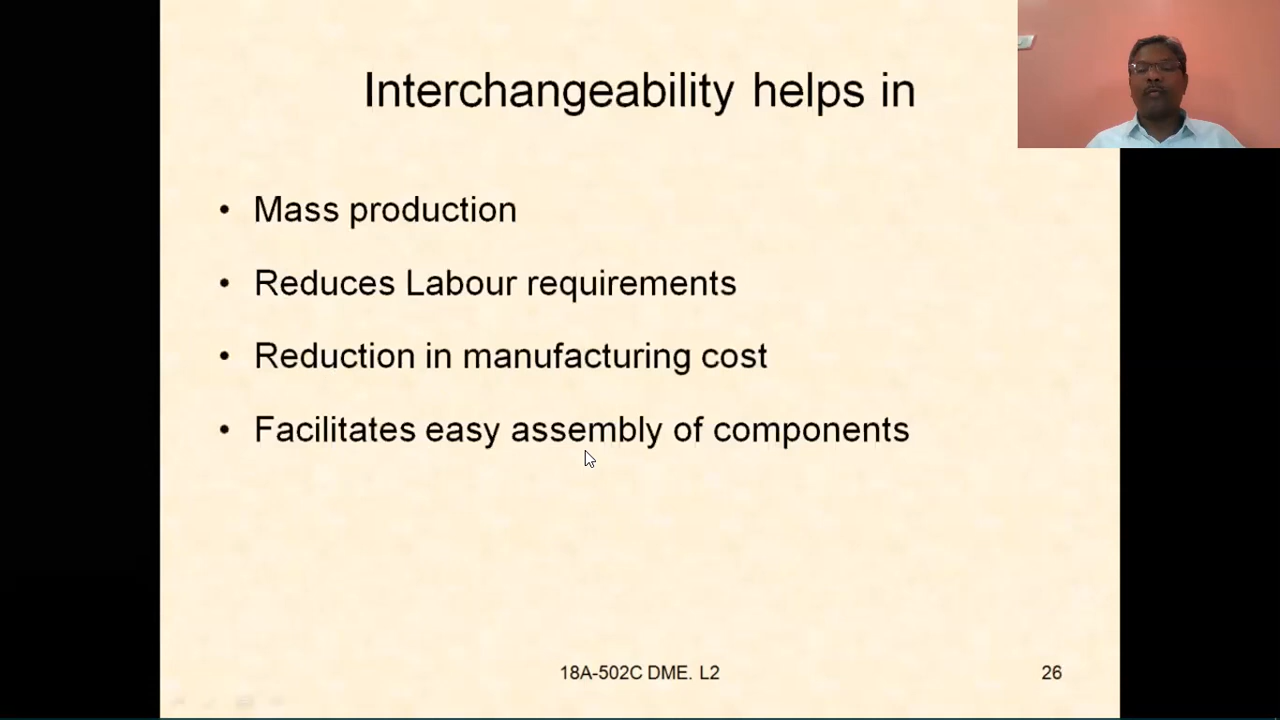 Interchangeability helps in
• Mass production
• Reduces Labour requirements
• Reduction in manufacturing cost
• Facilitates easy assembly of components
18A-502C DME. L2
26